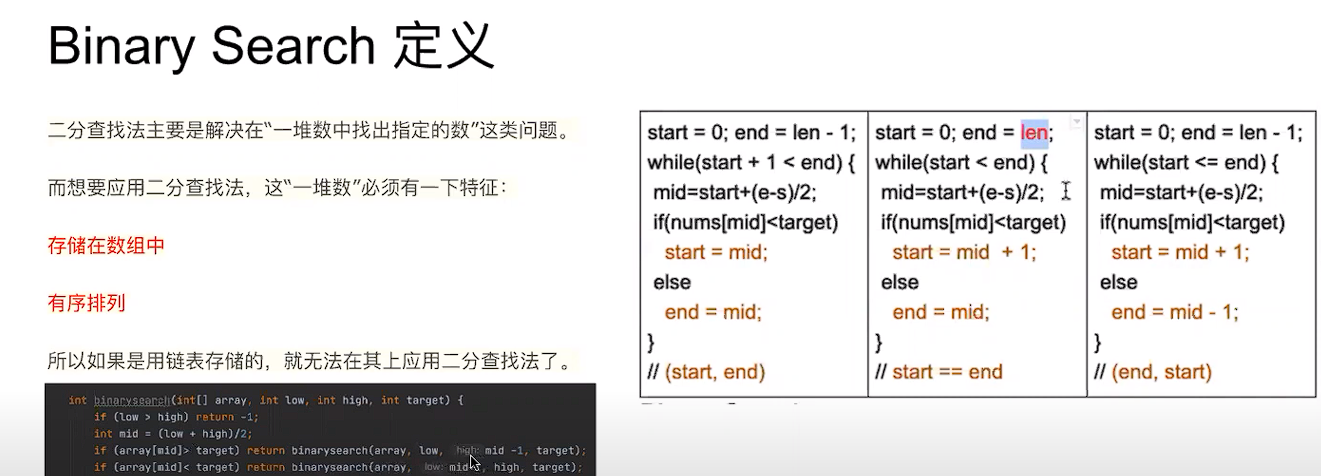 Binary Search 定义
二分查找法主要是解决在“一堆数中找出指定的数”这类问题。
而想要应用二分查找法，这“一堆数”必须有一下特征：
存储在数组中
有序排列
所以如果是用链表存储的，就无法在其上应用二分查找法了。
int binarysearch(int[] array, int low, int high, int target) {
if (low > high) return -1;
int mid = (low + high)/2;
if (array[mid]> target) return binarysearch(array, low, high: mid -1, target);
if (array[mid]< target) return binarysearch(array, low: high, target);
start = 0; end = len - 1;
while(start + 1 < end) {
mid=start+(e-s)/2;
if(nums[mid]<target)
start = mid;
else
end = mid;
}
// (start, end)
start = 0; end = len;
while(start < end) {
mid=start+(e-s)/2;
if(nums[mid]<target)
start = mid + 1;
else
end = mid;
}
// start == end
start = 0; end = len - 1;
while(start <= end) {
mid=start+(e-s)/2;
if(nums[mid]<target)
start = mid + 1;
else
end = mid - 1;
}
// (end, start)